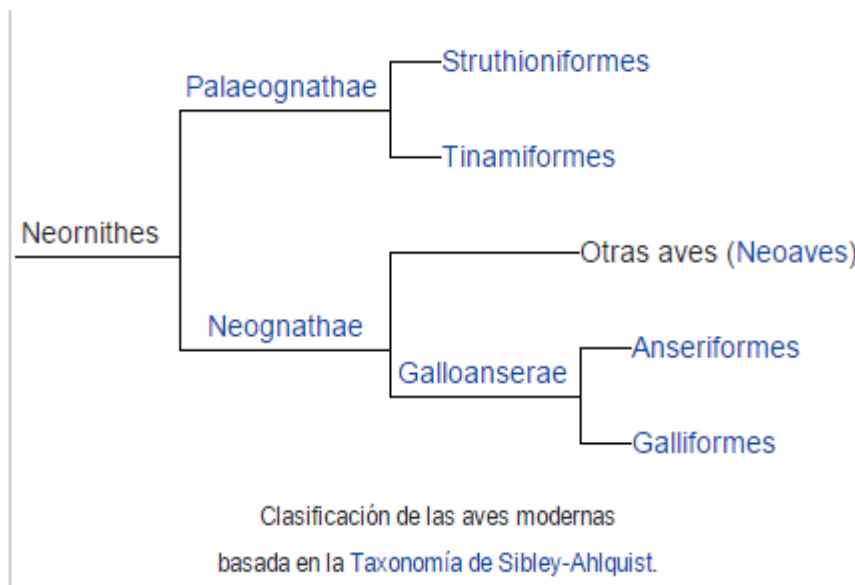 Struthioniformes
Palaeognathae
Tinamiformes
Neornithes
Otras aves (Neoaves)
Neognathae
Anseriformes
Galloanserae
Galliformes
Clasificación de las aves modernas
basada en la Taxonomía de Sibley-Ahlquist.